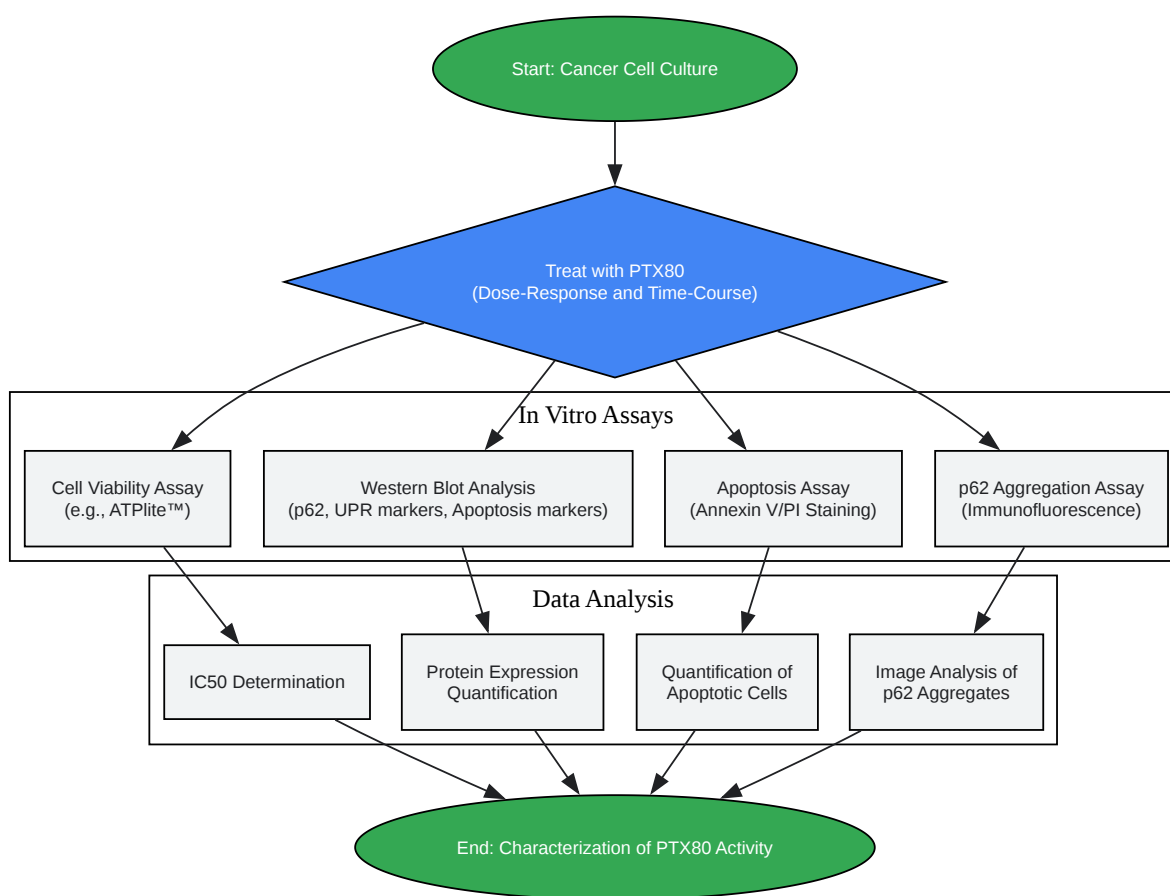 Start: Cancer Cell Culture
Treat with PTX80
(Dose-Response and Time-Course)
In Vitro Assays
Cell Viability Assay
(e.g., ATPlite™)
Western Blot Analysis
(p62, UPR markers, Apoptosis markers)
Apoptosis Assay
(Annexin V/PI Staining)
p62 Aggregation Assay
(Immunofluorescence)
Data Analysis
IC50 Determination
Protein Expression
Quantification
Quantification of
Apoptotic Cells
Image Analysis of
p62 Aggregates
End: Characterization of PTX80 Activity